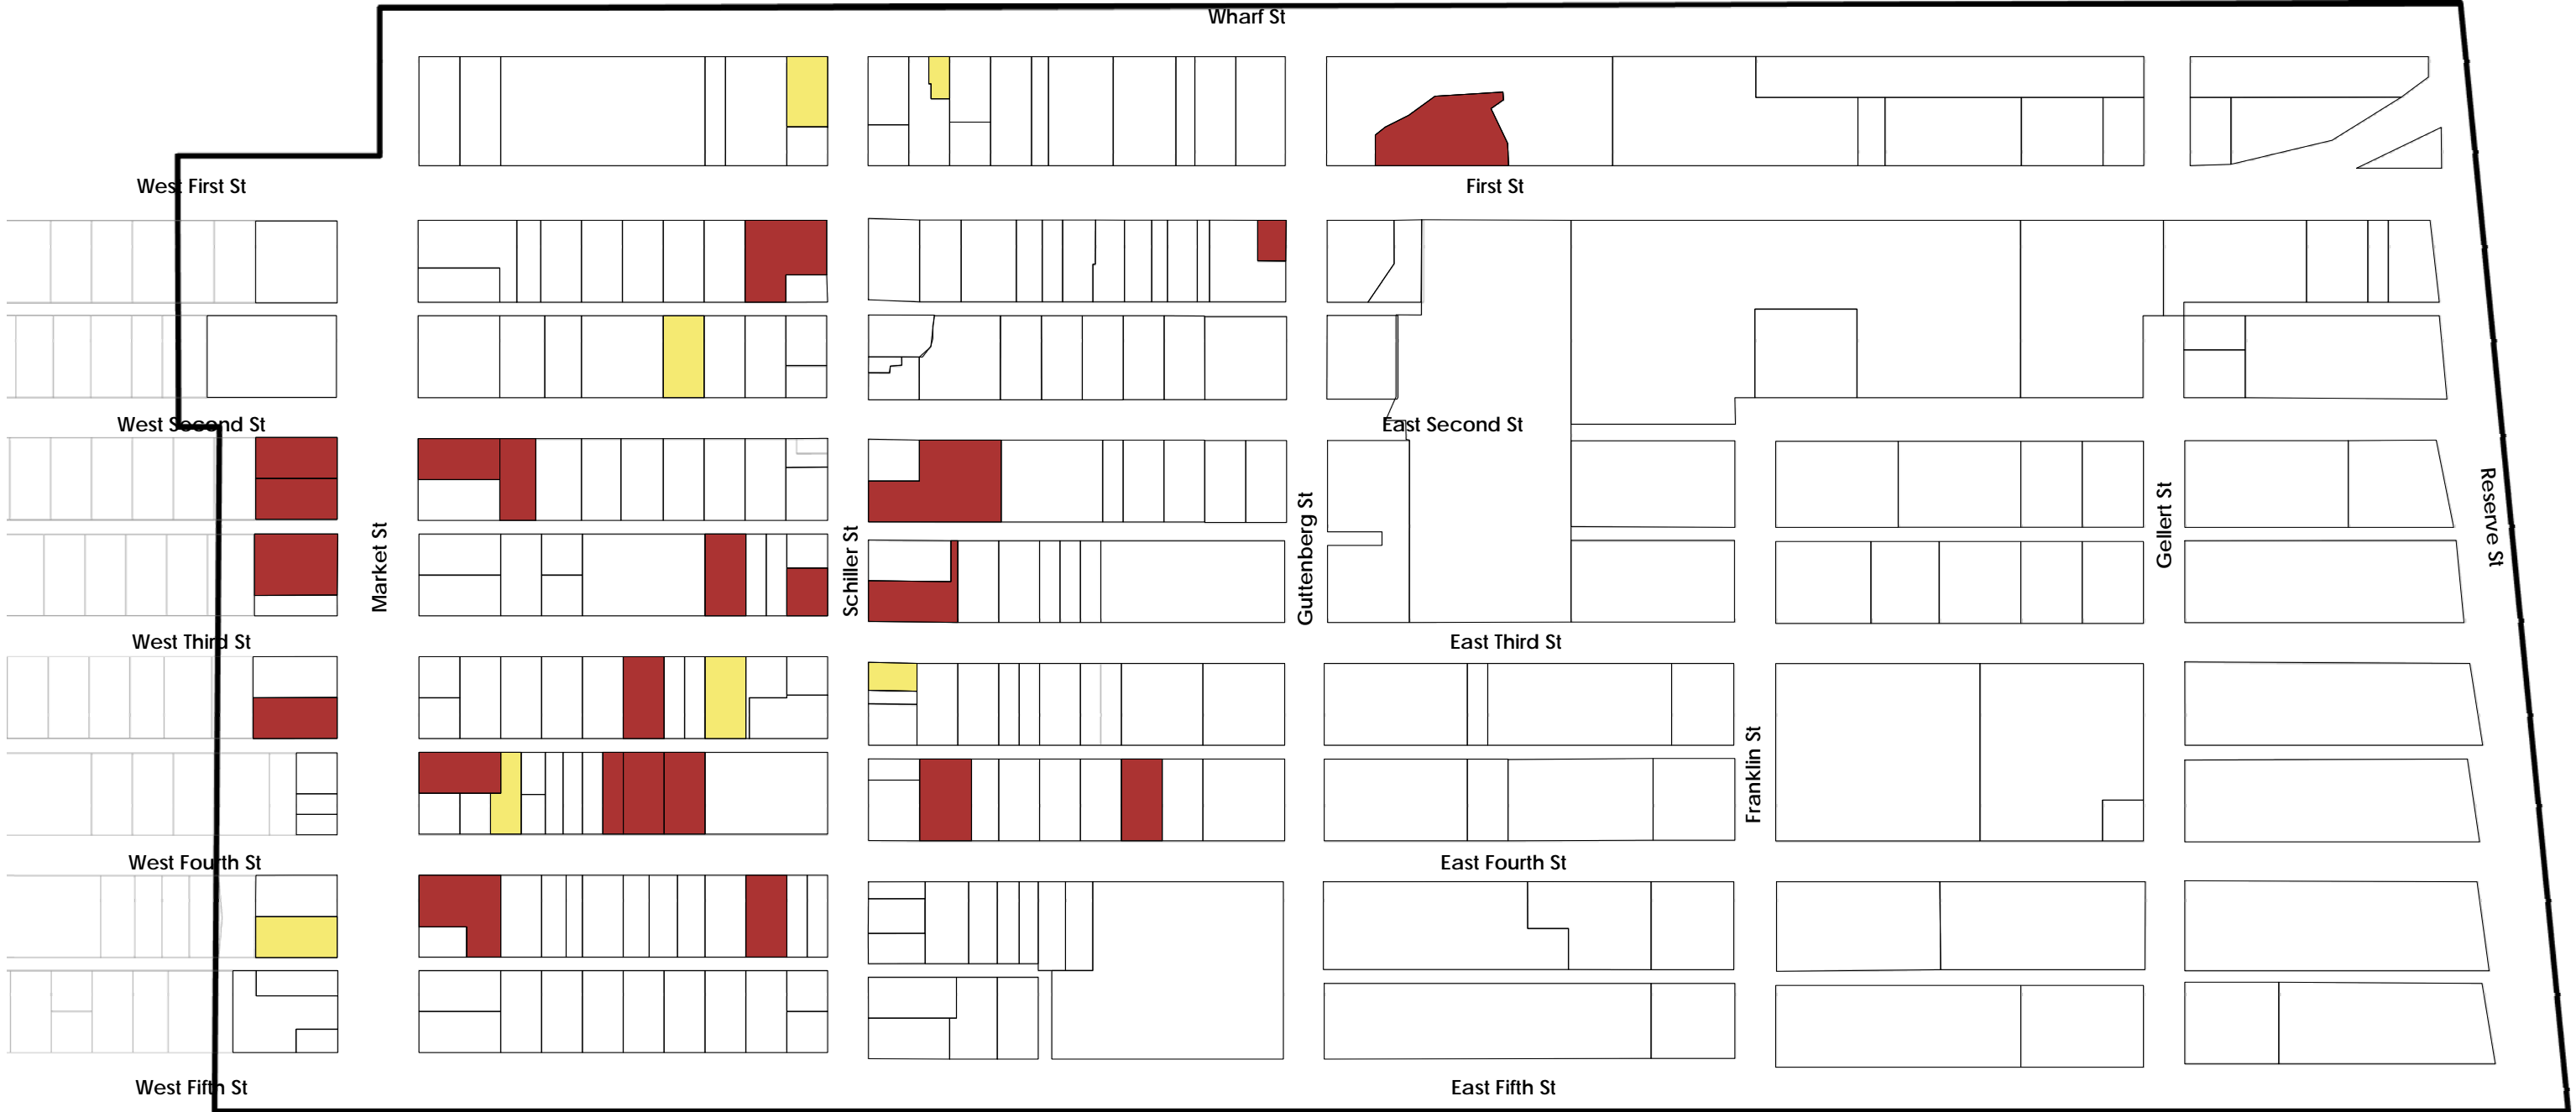 Wharf St
West First St
First St
West Second St
East Second St
Market St
Schiller St
Guttenberg St
Gellert St
Reserve St
West Third St
East Third St
Franklin St
West Fourth St
East Fourth St
West Fifth St
East Fifth St